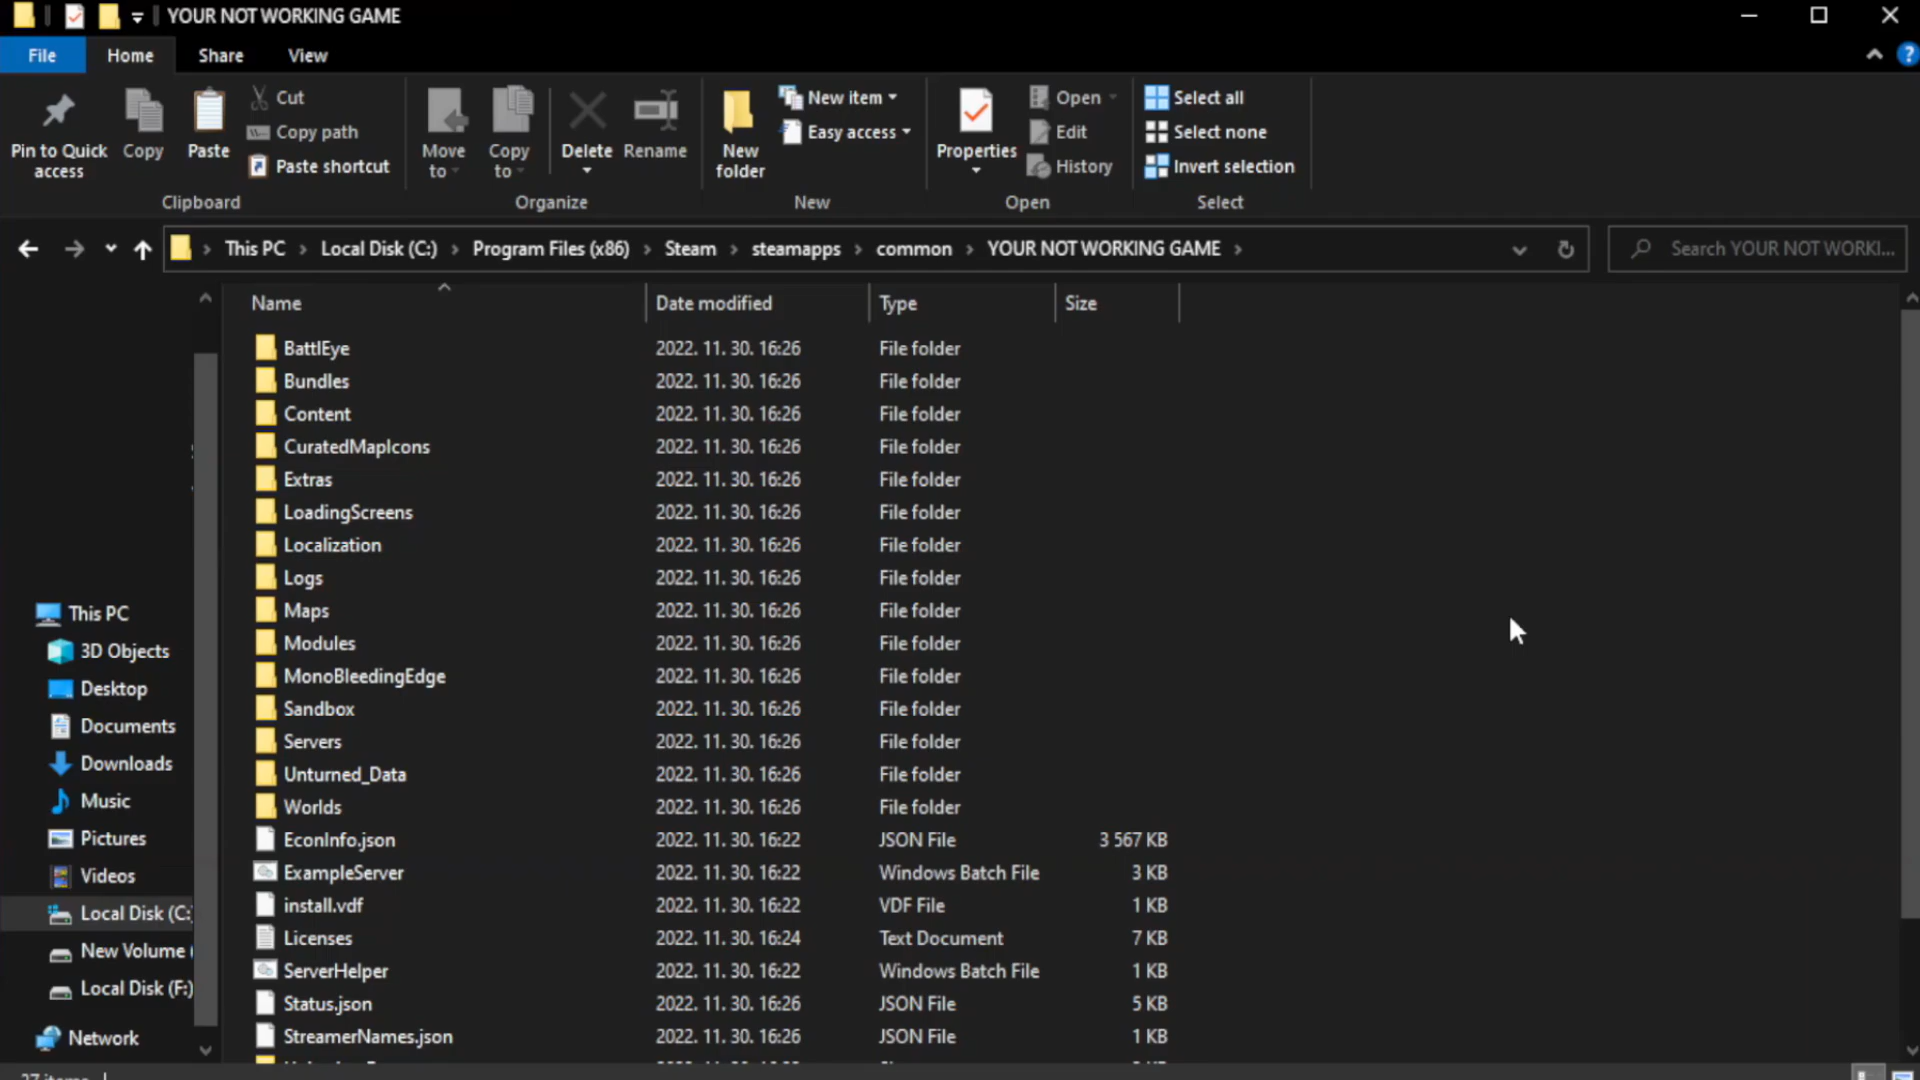 YOUR NOT WORKING GAME
File Home Share View
Pin to Quick access
Copy
Paste
Cut
Copy path
Paste shortcut
Move to
Copy to
Delete
Rename
New folder
New item
Easy access
Properties
Open
Edit
History
Select all
Select none
Invert selection
Clipboard Organize New Open Select
This PC Local Disk (C:) Program Files (x86) Steam steamapps common YOUR NOT WORKING GAME
Search YOUR NOT WORKI...
Name Date modified Type Size
BattlEye 2022. 11. 30. 16:26 File folder
Bundles 2022. 11. 30. 16:26 File folder
Content 2022. 11. 30. 16:26 File folder
CuratedMapIcons 2022. 11. 30. 16:26 File folder
Extras 2022. 11. 30. 16:26 File folder
LoadingScreens 2022. 11. 30. 16:26 File folder
Localization 2022. 11. 30. 16:26 File folder
Logs 2022. 11. 30. 16:26 File folder
Maps 2022. 11. 30. 16:26 File folder
Modules 2022. 11. 30. 16:26 File folder
MonoBleedingEdge 2022. 11. 30. 16:26 File folder
Sandbox 2022. 11. 30. 16:26 File folder
Servers 2022. 11. 30. 16:26 File folder
Unturned_Data 2022. 11. 30. 16:26 File folder
Worlds 2022. 11. 30. 16:26 File folder
EconInfo.json 2022. 11. 30. 16:22 JSON File 3 567 KB
ExampleServer 2022. 11. 30. 16:22 Windows Batch File 3 KB
install.vdf 2022. 11. 30. 16:22 VDF File 1 KB
Licenses 2022. 11. 30. 16:24 Text Document 7 KB
ServerHelper 2022. 11. 30. 16:22 Windows Batch File 1 KB
Status.json 2022. 11. 30. 16:26 JSON File 5 KB
StreamerNames.json 2022. 11. 30. 16:26 JSON File 1 KB
This PC
3D Objects
Desktop
Documents
Downloads
Music
Pictures
Videos
Local Disk (C:
New Volume (
Local Disk (F:)
Network